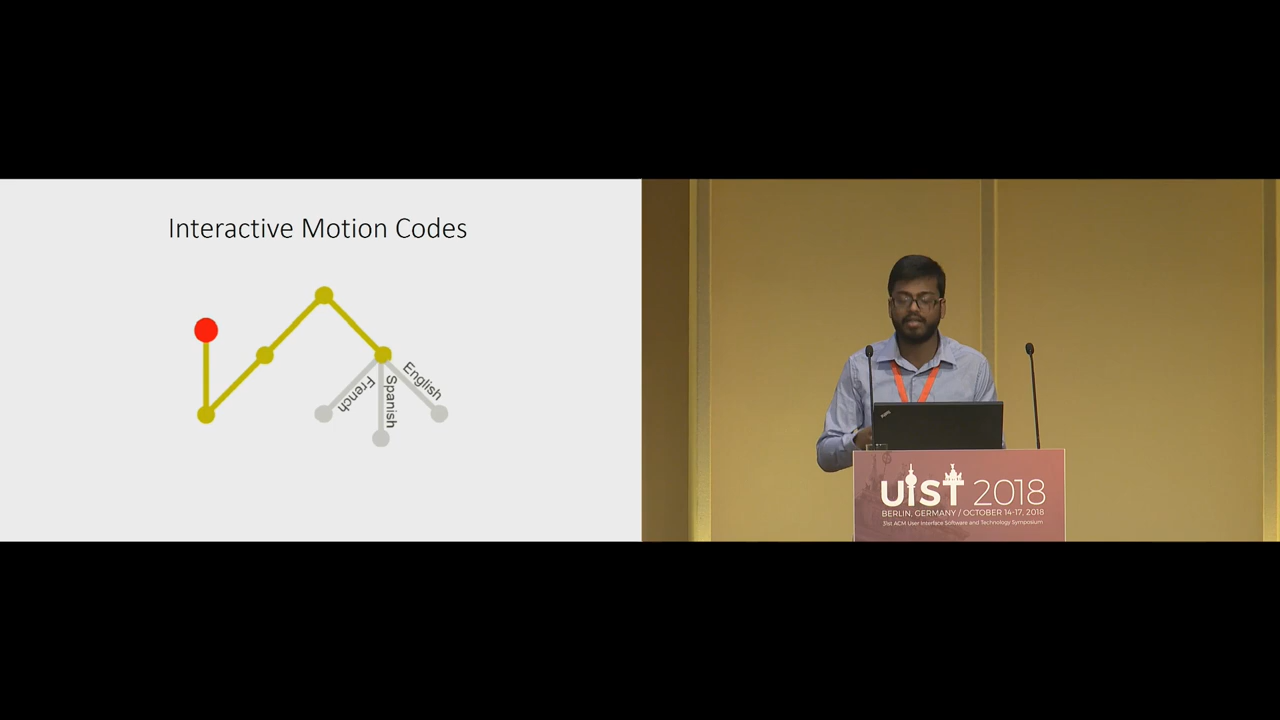 Interactive Motion Codes
English
Spanish
French
UIST 2018
BERLIN, GERMANY / OCTOBER 14-17, 2018
31st ACM User Interface Software and Technology Symposium